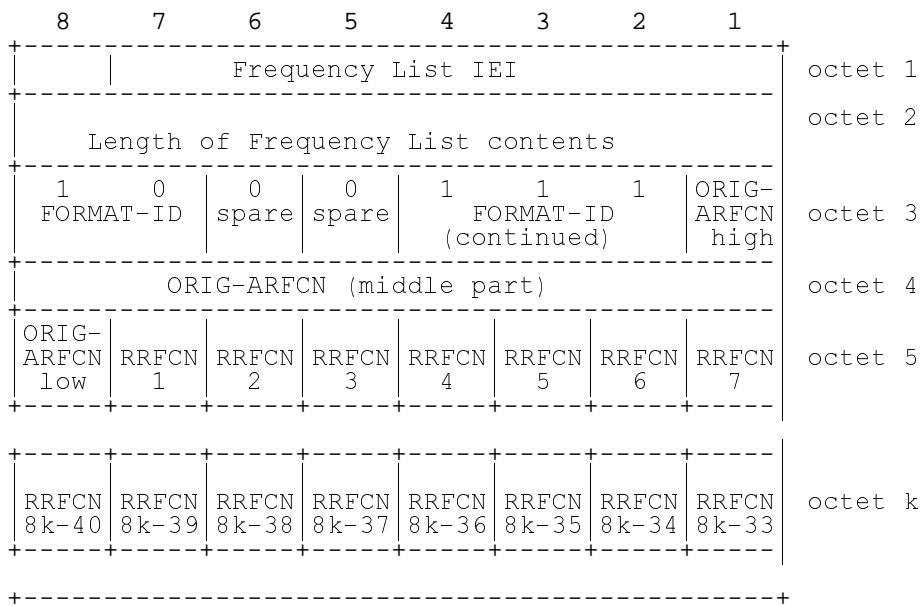 8 7 6 5 4 3 2 1
Frequency List IEI octet 1
octet 2
Length of Frequency List contents
1 0 0 0 1 1 1 ORIG-
FORMAT-ID spare spare FORMAT-ID ARFCN octet 3
(continued) high
ORIG-ARFCN (middle part) octet 4
ORIG-
ARFCN RRFCN RRFCN RRFCN RRFCN RRFCN RRFCN RRFCN octet 5
low 1 2 3 4 5 6 7
RRFCN RRFCN RRFCN RRFCN RRFCN RRFCN RRFCN RRFCN octet k
8k-40 8k-39 8k-38 8k-37 8k-36 8k-35 8k-34 8k-33